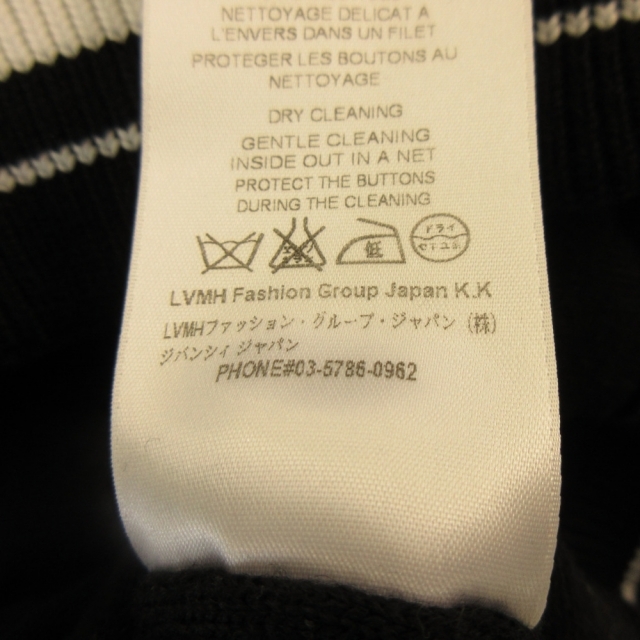 NETTOYAGE DELICAT A
L'ENVERS DANS UN FILET
PROTEGER LES BOUTONS AU
NETTOYAGE
DRY CLEANING
GENTLE CLEANING
INSIDE OUT IN A NET
PROTECT THE BUTTONS
DURING THE CLEANING
低
ドライ
セキユ系
LVMH Fashion Group Japan K.K
LVMHファッション・グループ・ジャパン（株）
ジバンシィ ジャパン
PHONE#03-5786-0962